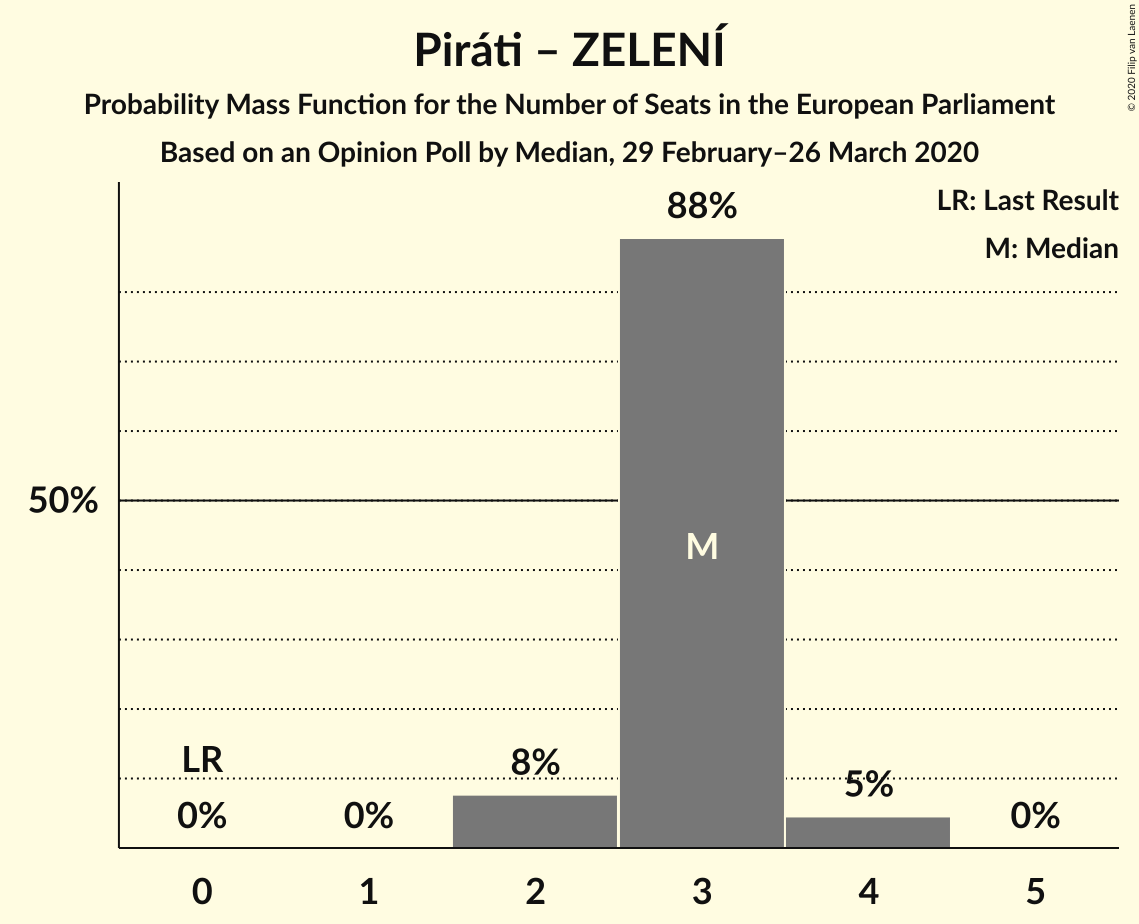 Piráti – ZELENÍ
Probability Mass Function for the Number of Seats in the European Parliament
Based on an Opinion Poll by Median, 29 February–26 March 2020
© 2020 Filip van Laenen
LR: Last Result
M: Median
88%
50%
M
LR
8%
5%
0%
0%
0%
0 1 2 3 4 5